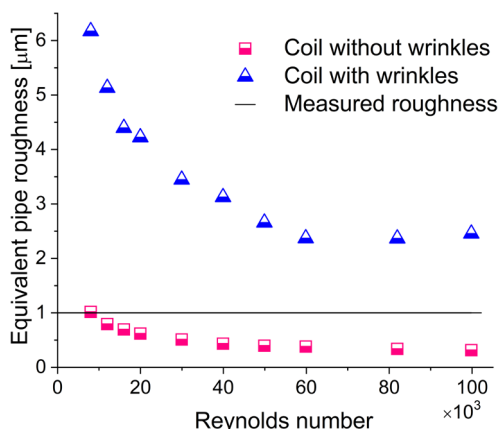 Equivalent pipe roughness [µm]
6
5
4
3
2
1
0
Coil without wrinkles
Coil with wrinkles
Measured roughness
0 20 40 60 80 100
×10³
Reynolds number